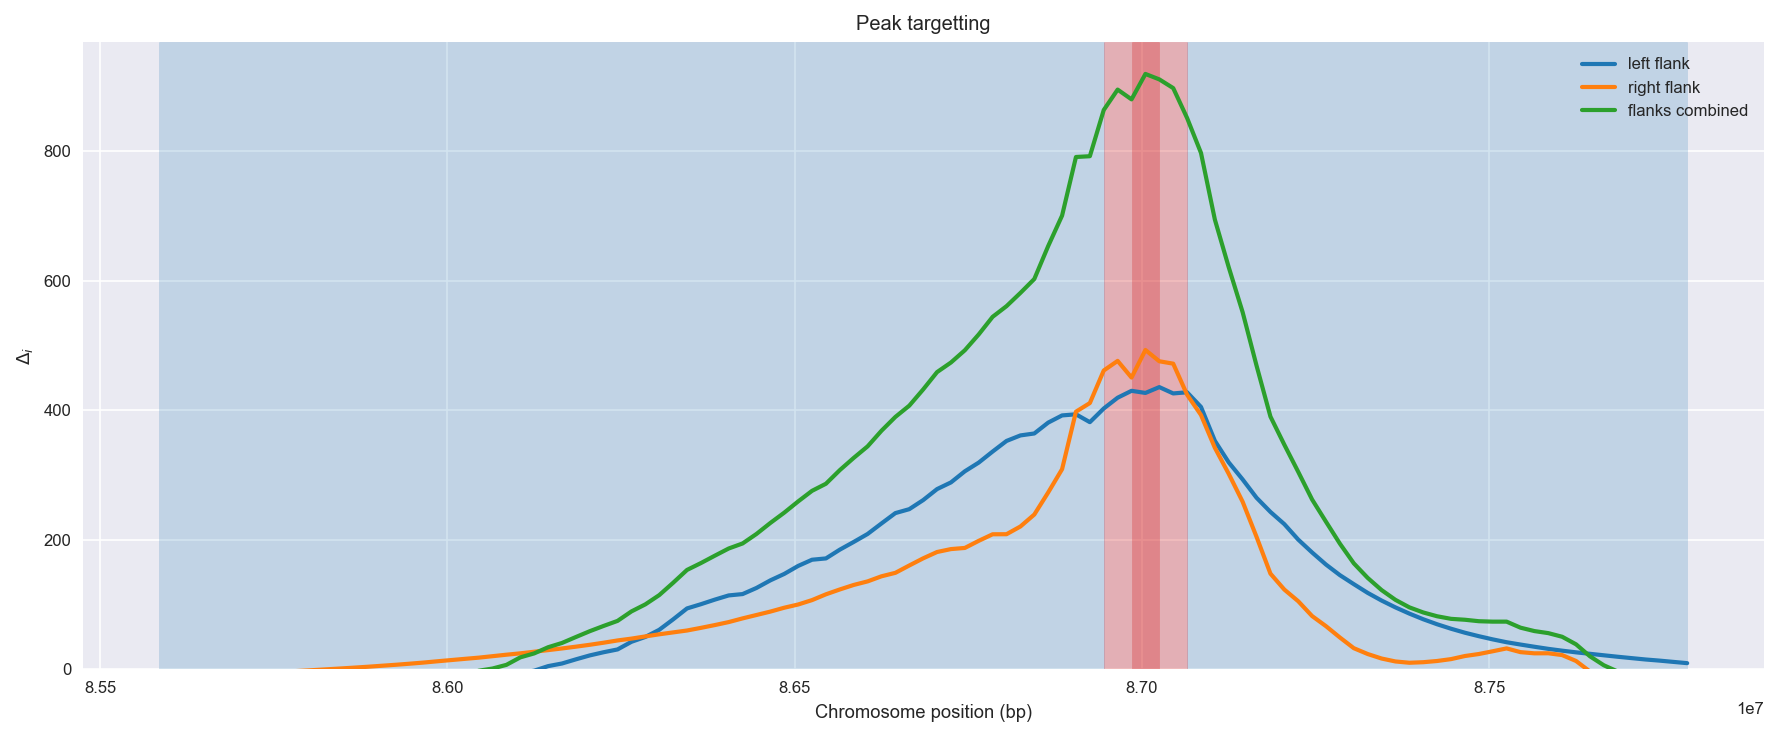 Peak targetting
left flank
right flank
flanks combined
800
600
400
200
0
Δi
8.55 8.60 8.65 8.70 8.75
1e7
Chromosome position (bp)